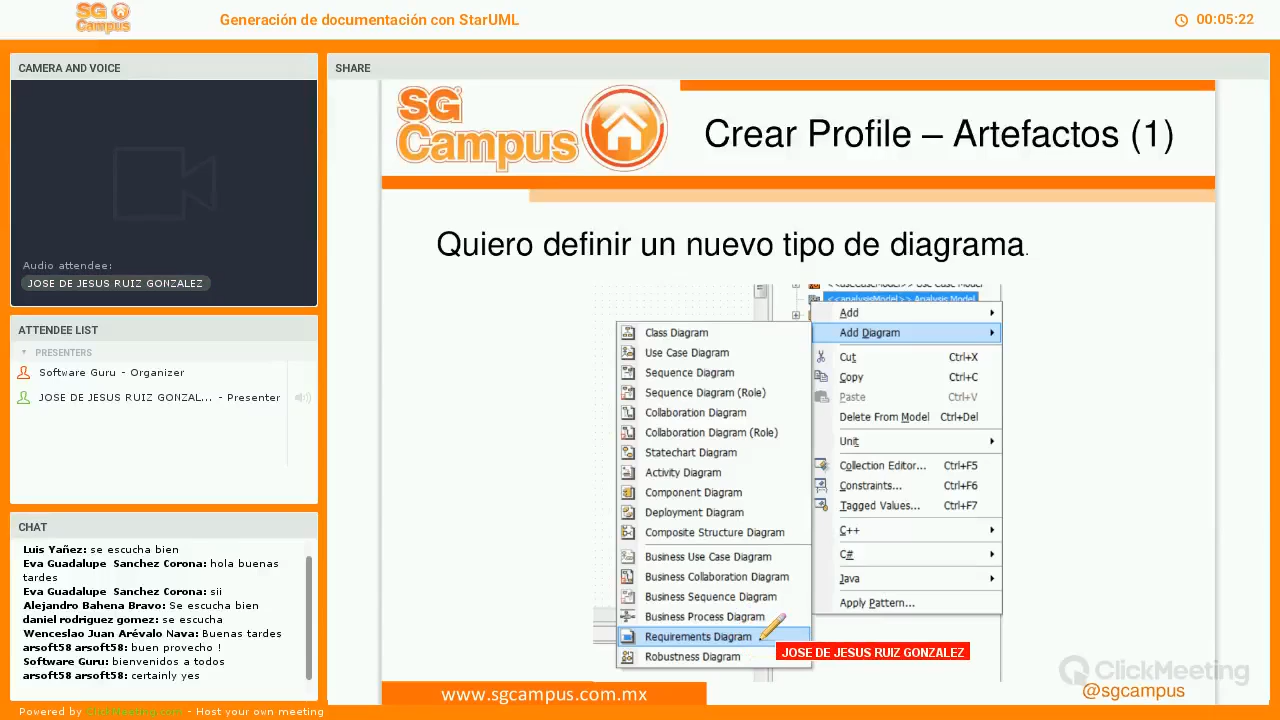 SG Campus
Generación de documentación con StarUML
00:05:22
CAMERA AND VOICE
Audio attendee:
JOSE DE JESUS RUIZ GONZALEZ
ATTENDEE LIST
PRESENTERS
Software Guru - Organizer
JOSE DE JESUS RUIZ GONZAL... - Presenter
CHAT
Luis Yañez: se escucha bien
Eva Guadalupe Sanchez Corona: hola buenas
tardes
Eva Guadalupe Sanchez Corona: sii
Alejandro Bahena Bravo: Se escucha bien
daniel rodriguez gomez: se escucha
Wenceslao Juan Arévalo Nava: Buenas tardes
arsoft58 arsoft58: buen provecho !
Software Guru: bienvenidos a todos
arsoft58 arsoft58: certainly yes
Powered by ClickMeeting.com - Host your own meeting
SHARE
SG
Campus
Crear Profile – Artefactos (1)
Quiero definir un nuevo tipo de diagrama.
<<useCaseModel>> Use Case Model
<<analysisModel>> Analysis Model
Add
Add Diagram
Cut Ctrl+X
Copy Ctrl+C
Paste Ctrl+V
Delete From Model Ctrl+Del
Unit
Collection Editor... Ctrl+F5
Constraints... Ctrl+F6
Tagged Values... Ctrl+F7
C++
C#
Java
Apply Pattern...
Class Diagram
Use Case Diagram
Sequence Diagram
Sequence Diagram (Role)
Collaboration Diagram
Collaboration Diagram (Role)
Statechart Diagram
Activity Diagram
Component Diagram
Deployment Diagram
Composite Structure Diagram
Business Use Case Diagram
Business Collaboration Diagram
Business Sequence Diagram
Business Process Diagram
Requirements Diagram
Robustness Diagram
JOSE DE JESUS RUIZ GONZALEZ
www.sgcampus.com.mx
ClickMeeting
@sgcampus